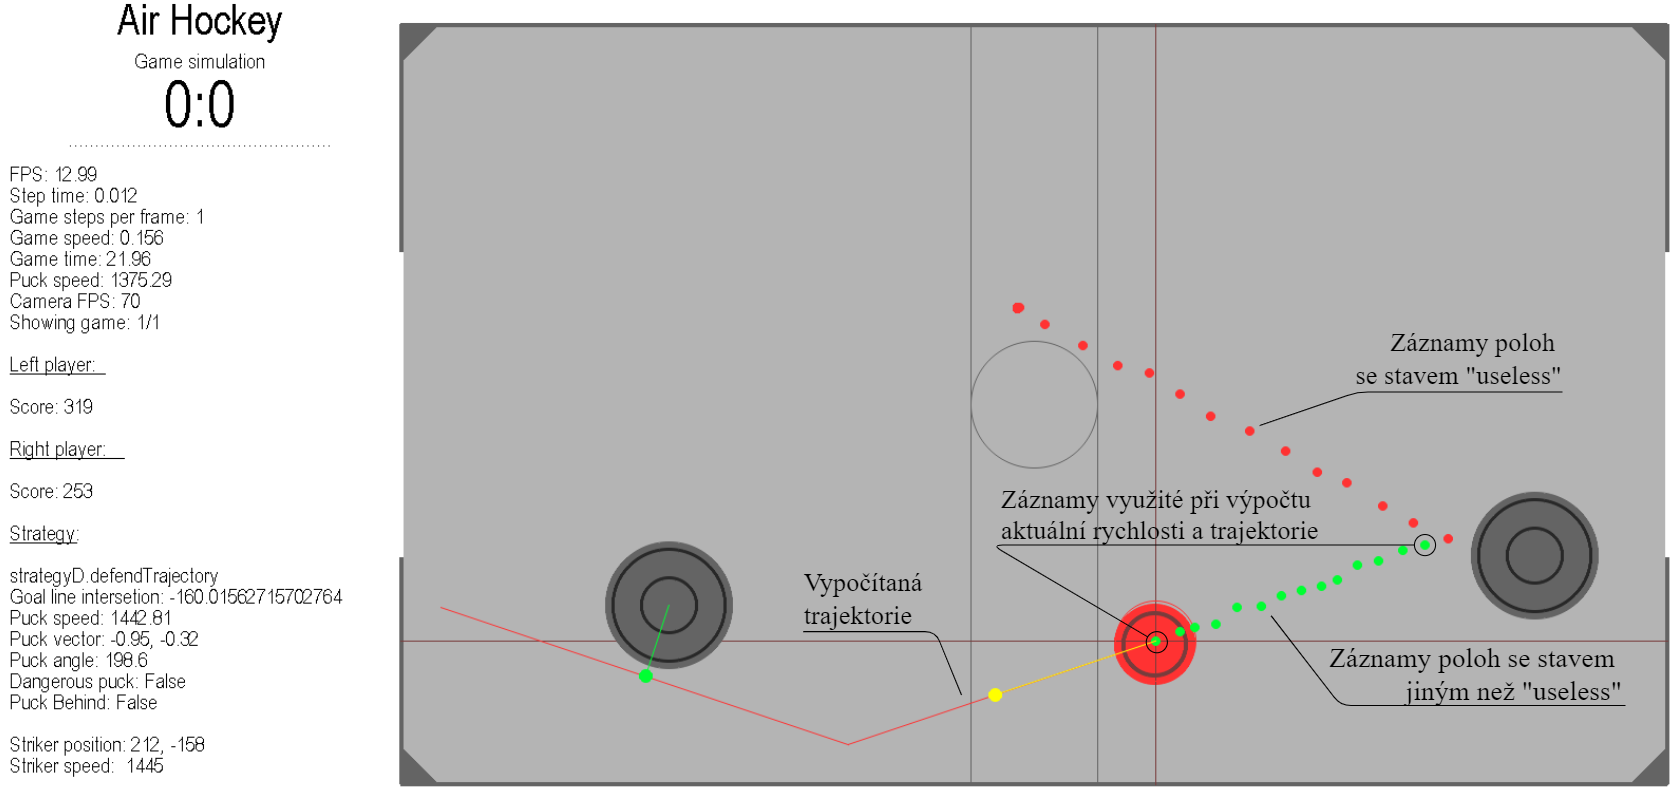 Air Hockey
Game simulation
0:0
FPS: 12.99
Step time: 0.012
Game steps per frame: 1
Game speed: 0.156
Game time: 21.96
Puck speed: 1375.29
Camera FPS: 70
Showing game: 1/1
Left player:
Score: 319
Right player:
Score: 253
Strategy:
strategyD.defendTrajectory
Goal line intersetion: -160.01562715702764
Puck speed: 1442.81
Puck vector: -0.95, -0.32
Puck angle: 198.6
Dangerous puck: False
Puck Behind: False
Striker position: 212, -158
Striker speed: 1445
Záznamy poloh
se stavem "useless"
Záznamy využité při výpočtu
aktuální rychlosti a trajektorie
Vypočítaná
trajektorie
Záznamy poloh se stavem
jiným než "useless"